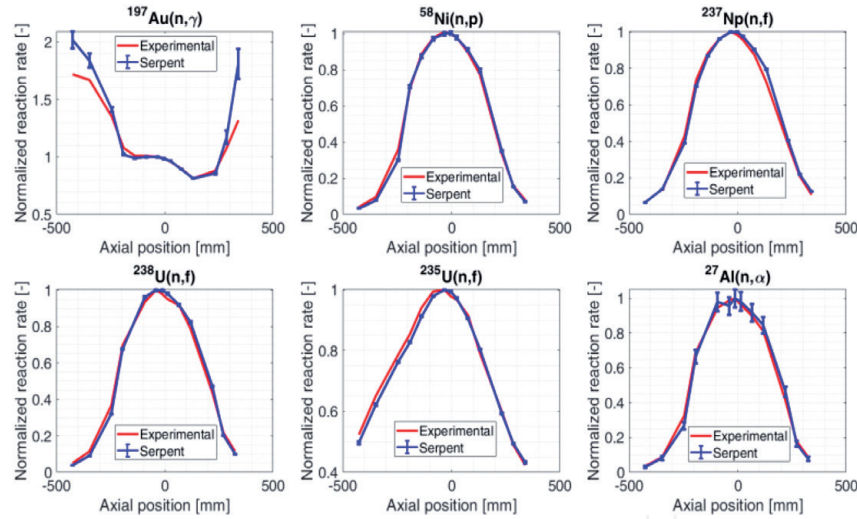 ¹⁹⁷Au(n,γ)
Normalized reaction rate [-]
2
1.5
1
0.5
Experimental
Serpent
-500
0
500
Axial position [mm]
⁵⁸Ni(n,p)
Normalized reaction rate [-]
1
0.8
0.6
0.4
0.2
0
Experimental
Serpent
-500
0
500
Axial position [mm]
²³⁷Np(n,f)
Normalized reaction rate [-]
1
0.8
0.6
0.4
0.2
0
Experimental
Serpent
-500
0
500
Axial position [mm]
²³⁸U(n,f)
Normalized reaction rate [-]
1
0.8
0.6
0.4
0.2
0
Experimental
Serpent
-500
0
500
Axial position [mm]
²³⁵U(n,f)
Normalized reaction rate [-]
1
0.8
0.6
0.4
Experimental
Serpent
-500
0
500
Axial position [mm]
²⁷Al(n,α)
Normalized reaction rate [-]
1
0.8
0.6
0.4
0.2
0
Experimental
Serpent
-500
0
500
Axial position [mm]